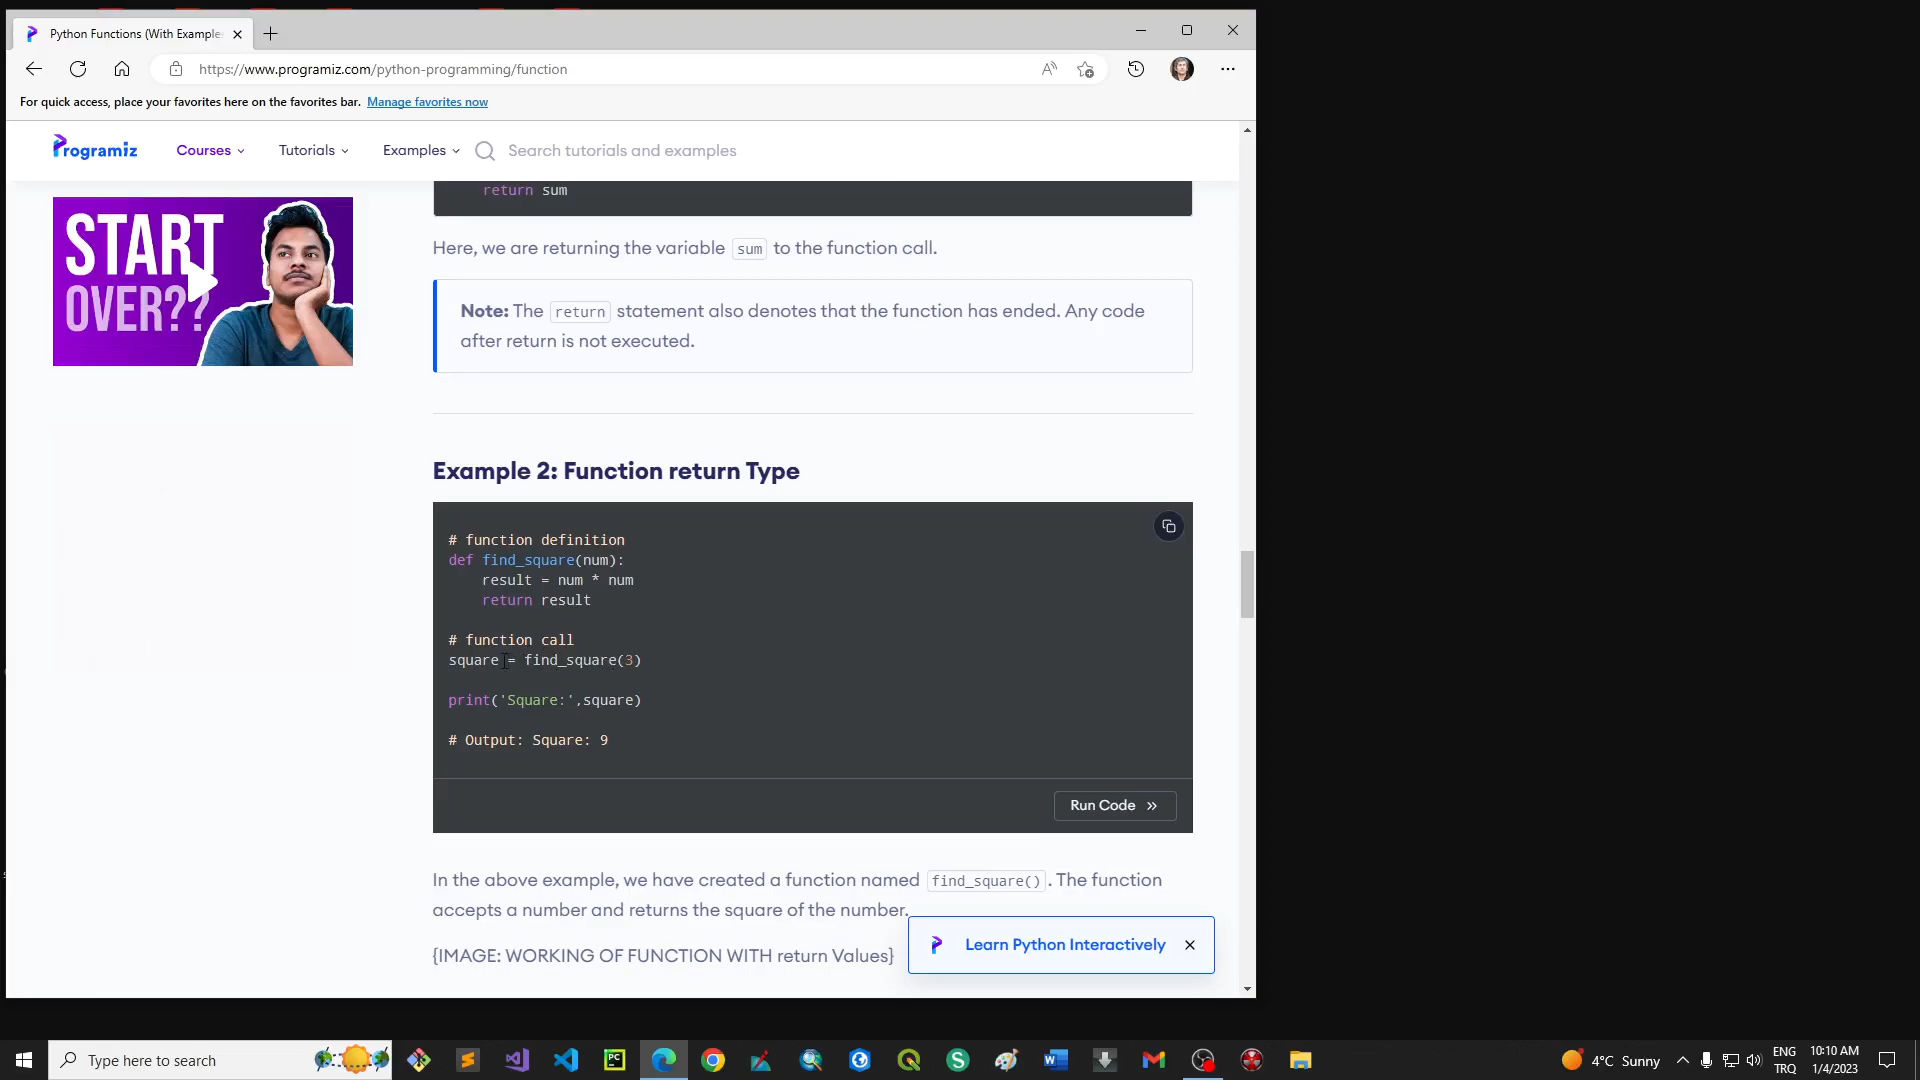 Python Functions (With Example
https://www.programiz.com/python-programming/function
For quick access, place your favorites here on the favorites bar. Manage favorites now
Programiz Courses Tutorials Examples Search tutorials and examples
START
OVER??
return sum
Here, we are returning the variable sum to the function call.
Note: The return statement also denotes that the function has ended. Any code
after return is not executed.
Example 2: Function return Type
# function definition
def find_square(num):
    result = num * num
    return result
# function call
square = find_square(3)
print('Square:',square)
# Output: Square: 9
Run Code »
In the above example, we have created a function named find_square(). The function
accepts a number and returns the square of the number.
{IMAGE: WORKING OF FUNCTION WITH return Values}
Learn Python Interactively
Type here to search
4°C Sunny
ENG
TRQ
10:10 AM
1/4/2023